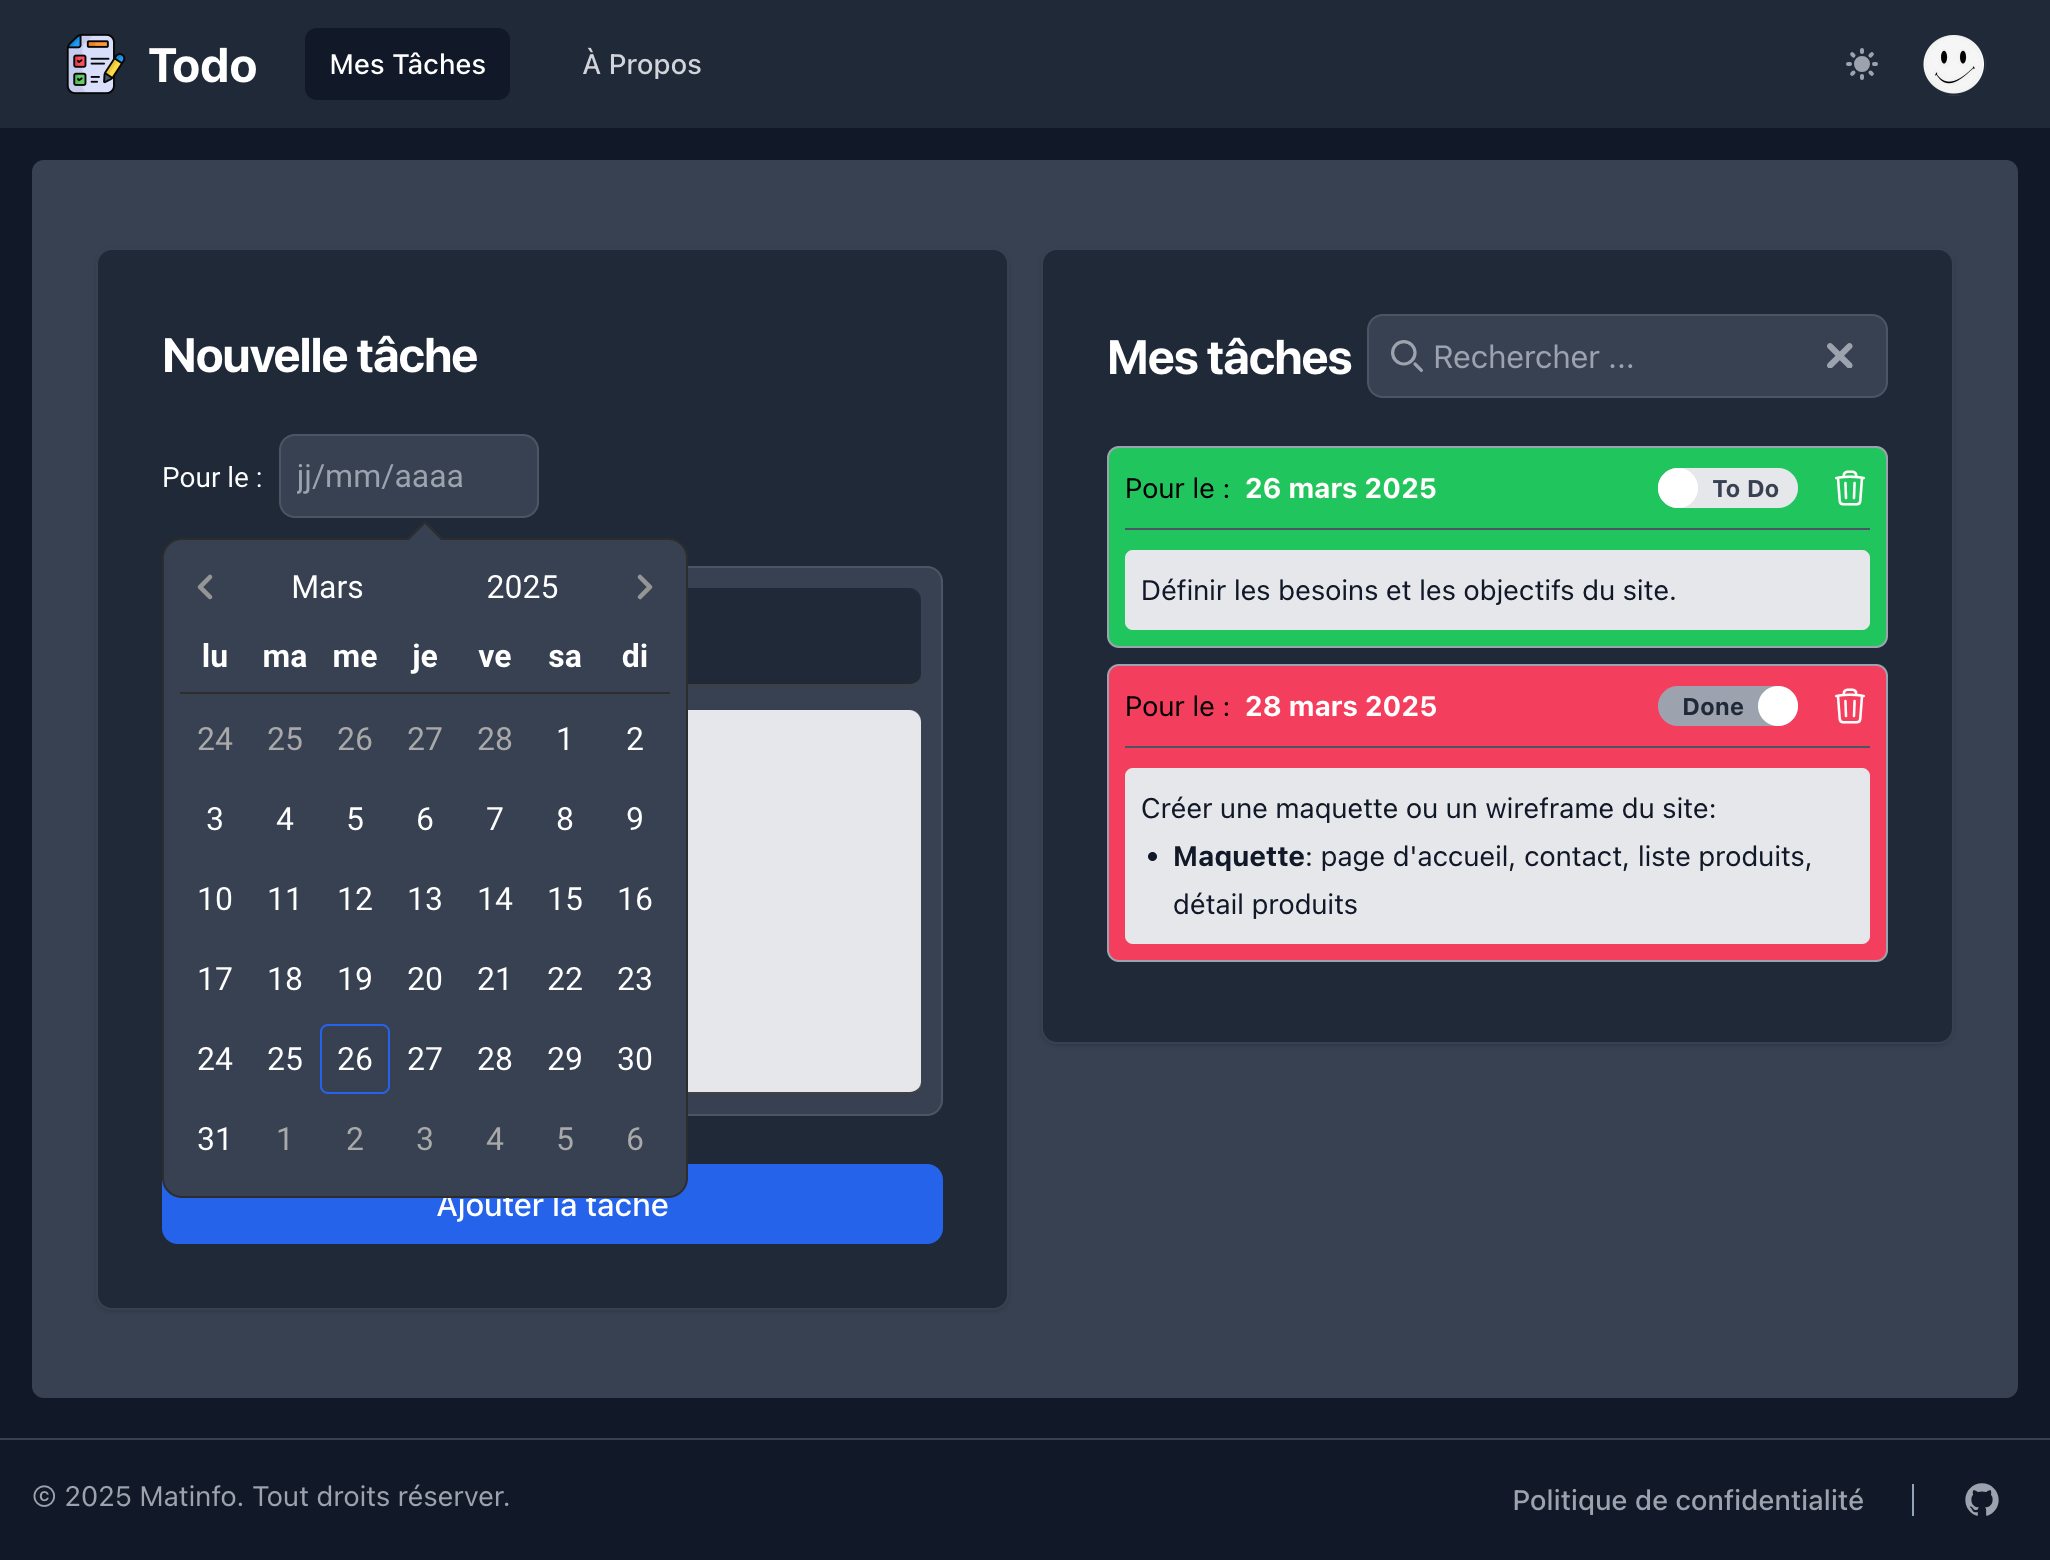 Todo
Mes Tâches
À Propos
Nouvelle tâche
Pour le :
jj/mm/aaaa
Mars 2025
lu ma me je ve sa di
24 25 26 27 28 1 2
3 4 5 6 7 8 9
10 11 12 13 14 15 16
17 18 19 20 21 22 23
24 25 26 27 28 29 30
31 1 2 3 4 5 6
Ajouter la tâche
Mes tâches
Rechercher ...
Pour le : 26 mars 2025
To Do
Définir les besoins et les objectifs du site.
Pour le : 28 mars 2025
Done
Créer une maquette ou un wireframe du site:
• Maquette: page d'accueil, contact, liste produits,
détail produits
© 2025 Matinfo. Tout droits réserver.
Politique de confidentialité